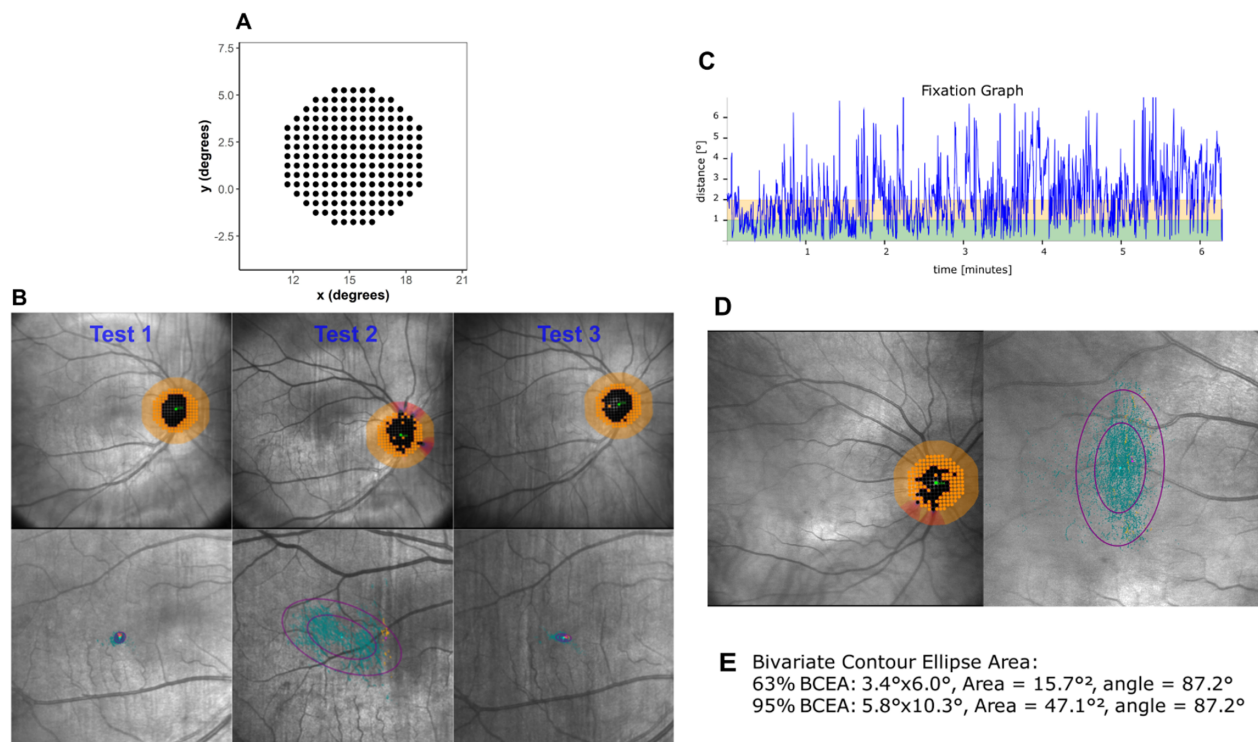 A
7.5
5.0
2.5
0.0
-2.5
y (degrees)
12
15
18
21
x (degrees)
B
Test 1
Test 2
Test 3
C
Fixation Graph
6
5
4
3
2
1
distance [°]
1
2
3
4
5
6
time [minutes]
D
E
Bivariate Contour Ellipse Area:
63% BCEA: 3.4°x6.0°, Area = 15.7°², angle = 87.2°
95% BCEA: 5.8°x10.3°, Area = 47.1°², angle = 87.2°